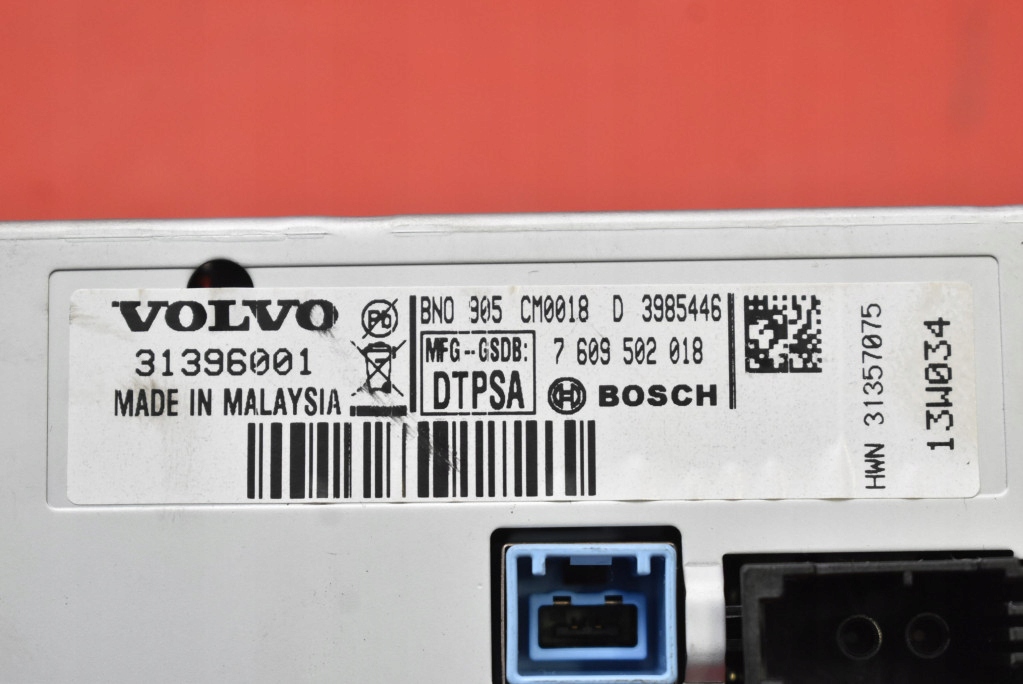 VOLVO
31396001
MADE IN MALAYSIA
Pb
BNO 905 CM0018 D 3985446
MFG--GSDB:
DTPSA
7 609 502 018
BOSCH
HWN 31357075
13W034